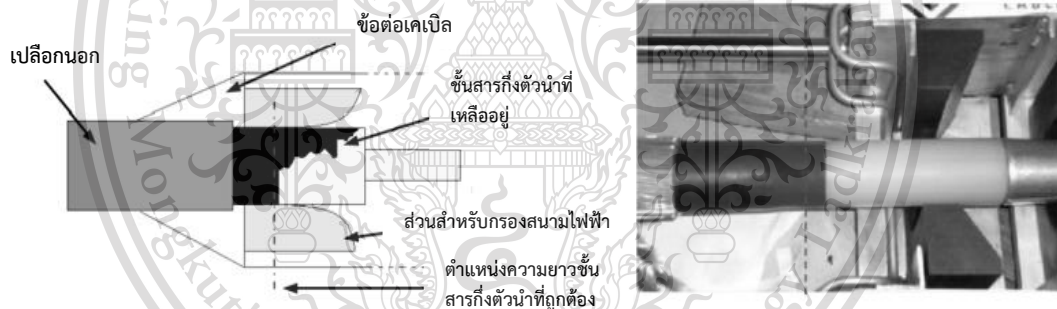 ข้อต่อเคเบิล
เปลือกนอก
ชั้นสารกึ่งตัวนำที่
เหลืออยู่
ส่วนสำหรับกรองสนามไฟฟ้า
ตำแหน่งความยาวชั้น
สารกึ่งตัวนำที่ถูกต้อง